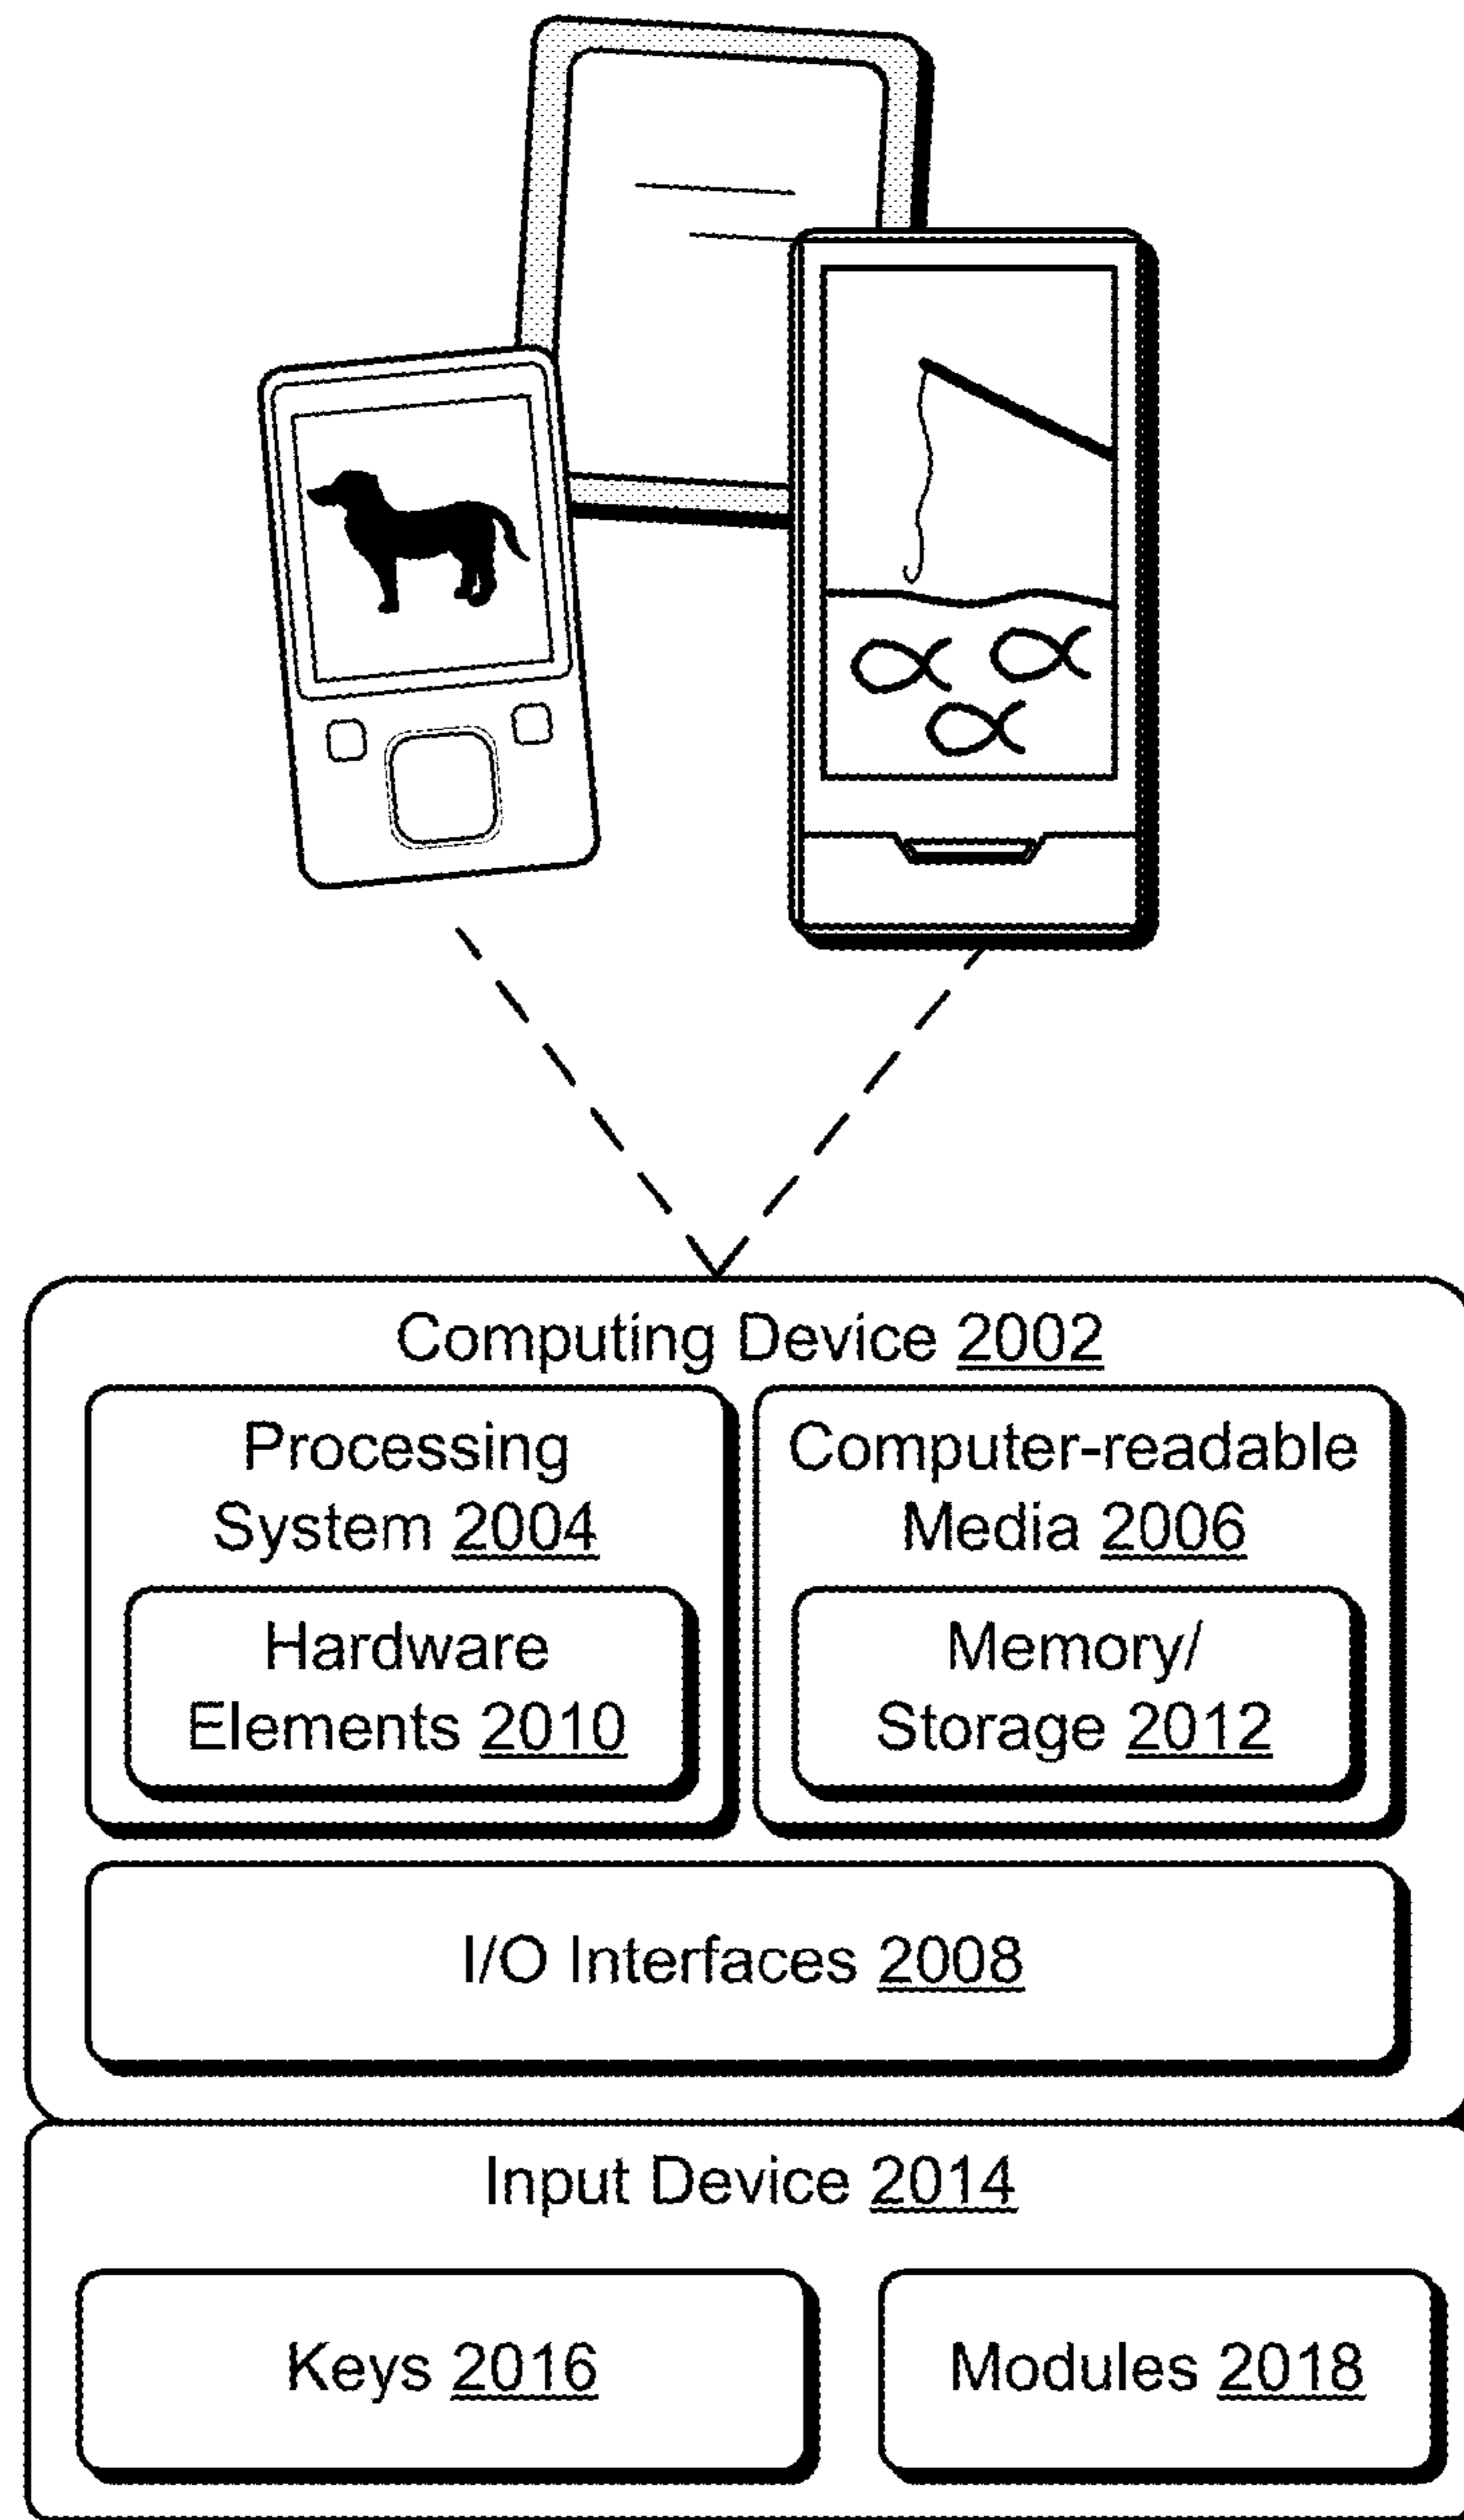 Computing Device 2002
Processing
System 2004
Hardware
Elements 2010
Computer-readable
Media 2006
Memory/
Storage 2012
I/O Interfaces 2008
Input Device 2014
Keys 2016
Modules 2018